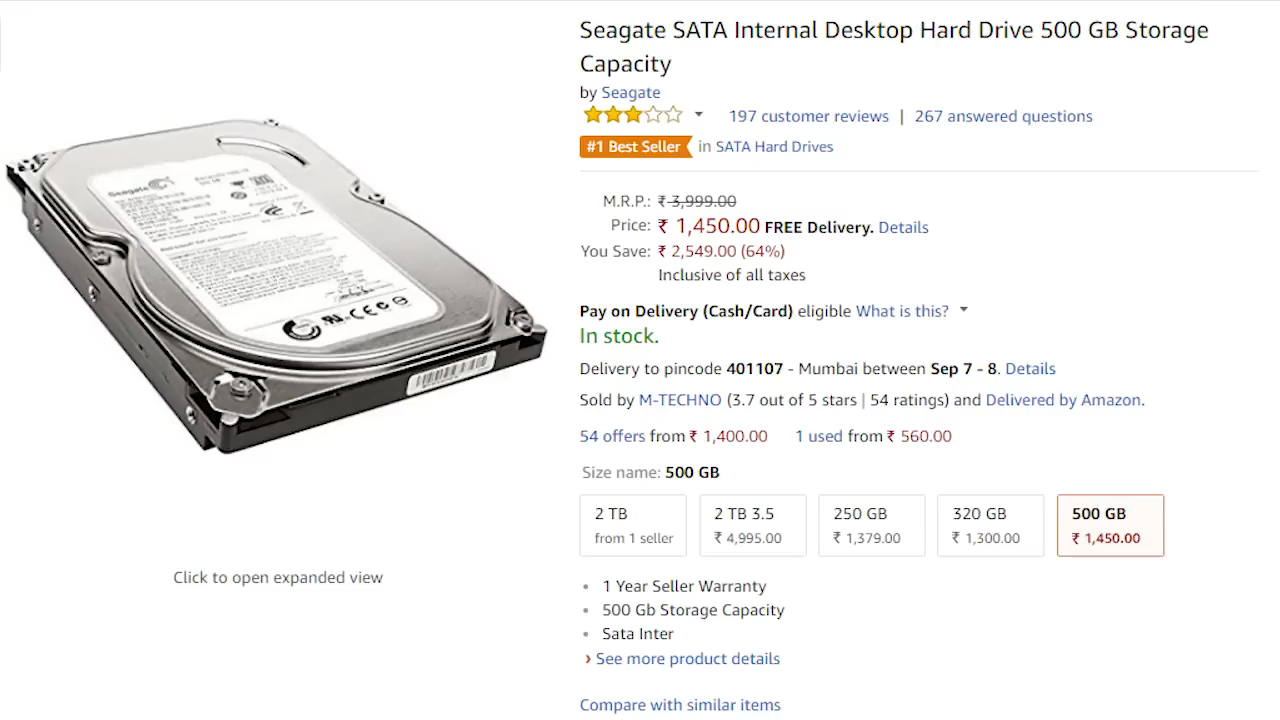 Seagate SATA Internal Desktop Hard Drive 500 GB Storage
Capacity
by Seagate
197 customer reviews | 267 answered questions
#1 Best Seller in SATA Hard Drives
M.R.P.: ₹ 3,999.00
Price: ₹ 1,450.00 FREE Delivery. Details
You Save: ₹ 2,549.00 (64%)
Inclusive of all taxes
Pay on Delivery (Cash/Card) eligible What is this?
In stock.
Delivery to pincode 401107 - Mumbai between Sep 7 - 8. Details
Sold by M-TECHNO (3.7 out of 5 stars | 54 ratings) and Delivered by Amazon.
54 offers from ₹ 1,400.00 1 used from ₹ 560.00
Size name: 500 GB
2 TB
from 1 seller
2 TB 3.5
₹ 4,995.00
250 GB
₹ 1,379.00
320 GB
₹ 1,300.00
500 GB
₹ 1,450.00
• 1 Year Seller Warranty
• 500 Gb Storage Capacity
• Sata Inter
› See more product details
Compare with similar items
Seagate
Click to open expanded view